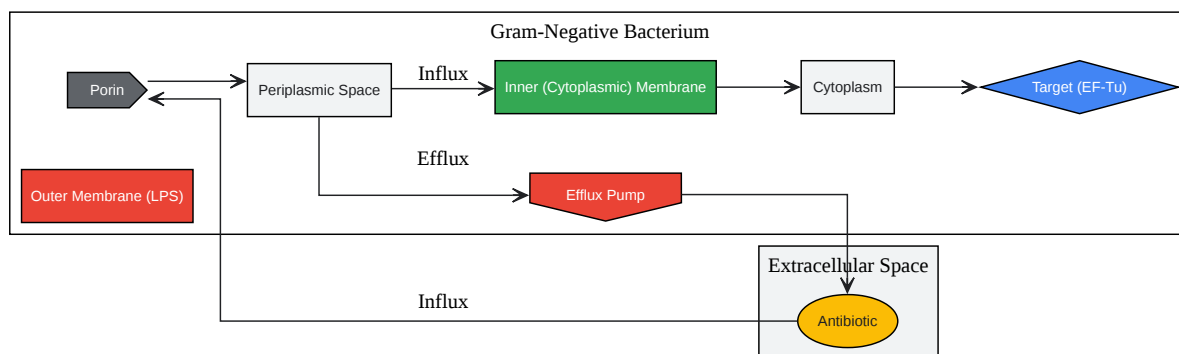 Gram-Negative Bacterium
Influx
Porin
Periplasmic Space
Inner (Cytoplasmic) Membrane
Cytoplasm
Target (EF-Tu)
Efflux
Outer Membrane (LPS)
Efflux Pump
Extracellular Space
Influx
Antibiotic